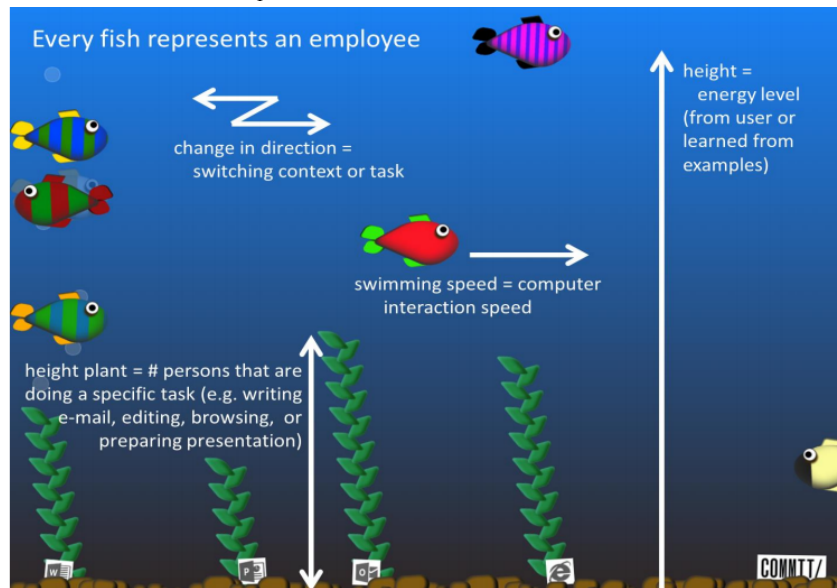 Every fish represents an employee
height =
energy level
(from user or
learned from
examples)
change in direction =
switching context or task
swimming speed = computer
interaction speed
height plant = # persons that are
doing a specific task (e.g. writing
e-mail, editing, browsing, or
preparing presentation)
W
P
O
e
COMMIT/